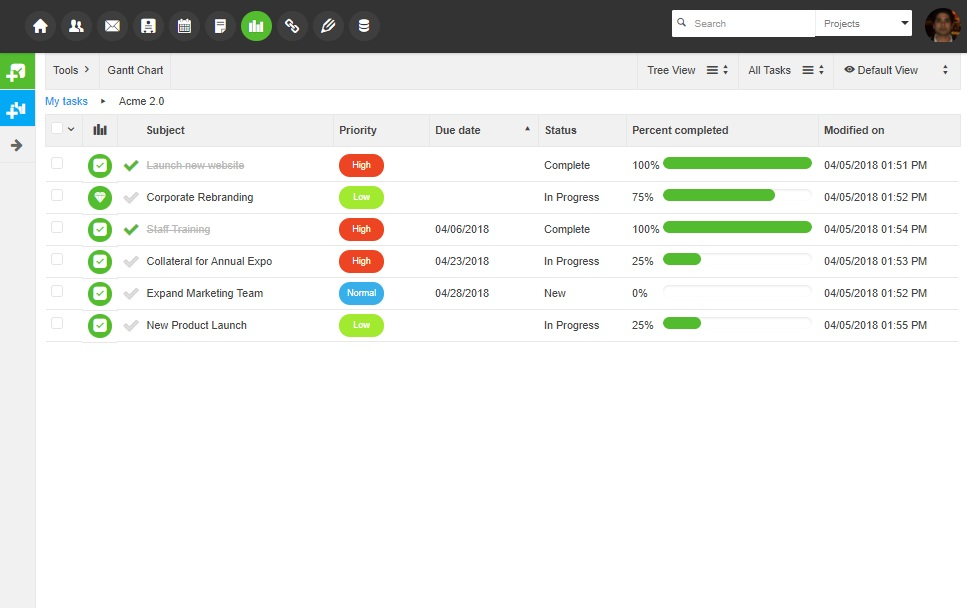 Search Projects
Tools Gantt Chart Tree View All Tasks Default View
My tasks Acme 2.0
Subject Priority Due date Status Percent completed Modified on
Launch new website High Complete 100% 04/05/2018 01:51 PM
Corporate Rebranding Low In Progress 75% 04/05/2018 01:52 PM
Staff Training High 04/06/2018 Complete 100% 04/05/2018 01:54 PM
Collateral for Annual Expo High 04/23/2018 In Progress 25% 04/05/2018 01:53 PM
Expand Marketing Team Normal 04/28/2018 New 0% 04/05/2018 01:52 PM
New Product Launch Low In Progress 25% 04/05/2018 01:55 PM